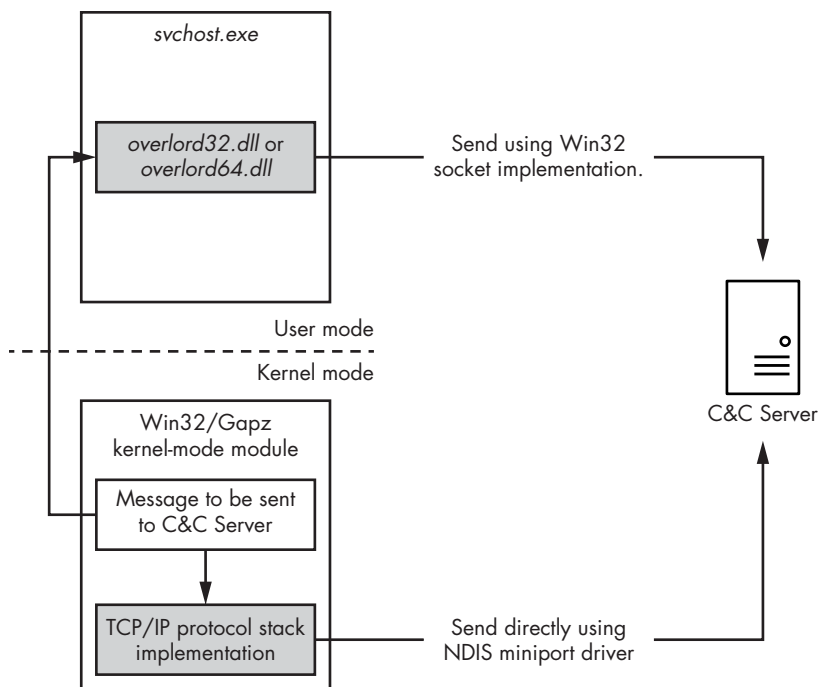 svchost.exe
overlord32.dll or
overlord64.dll
Send using Win32
socket implementation.
User mode
Kernel mode
C&C Server
Win32/Gapz
kernel-mode module
Message to be sent
to C&C Server
TCP/IP protocol stack
implementation
Send directly using
NDIS miniport driver